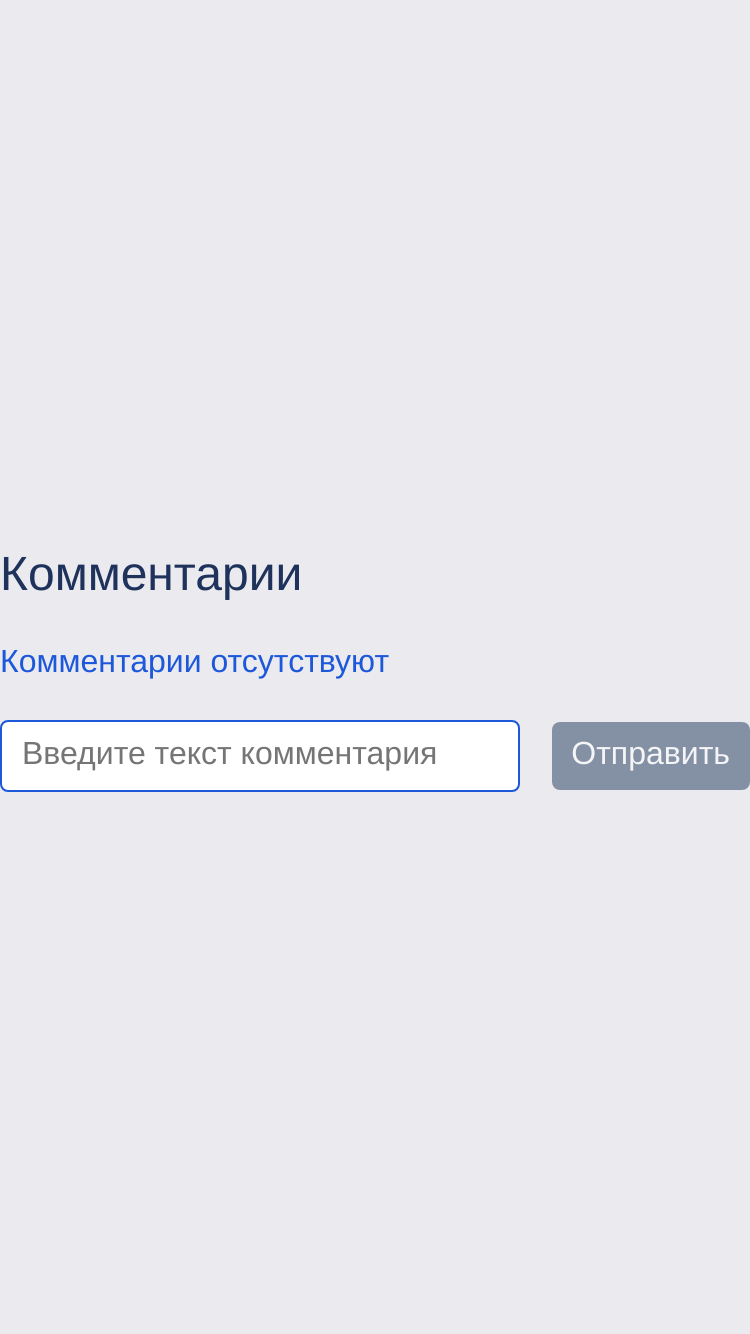 Комментарии
Комментарии отсутствуют
Введите текст комментария
Отправить